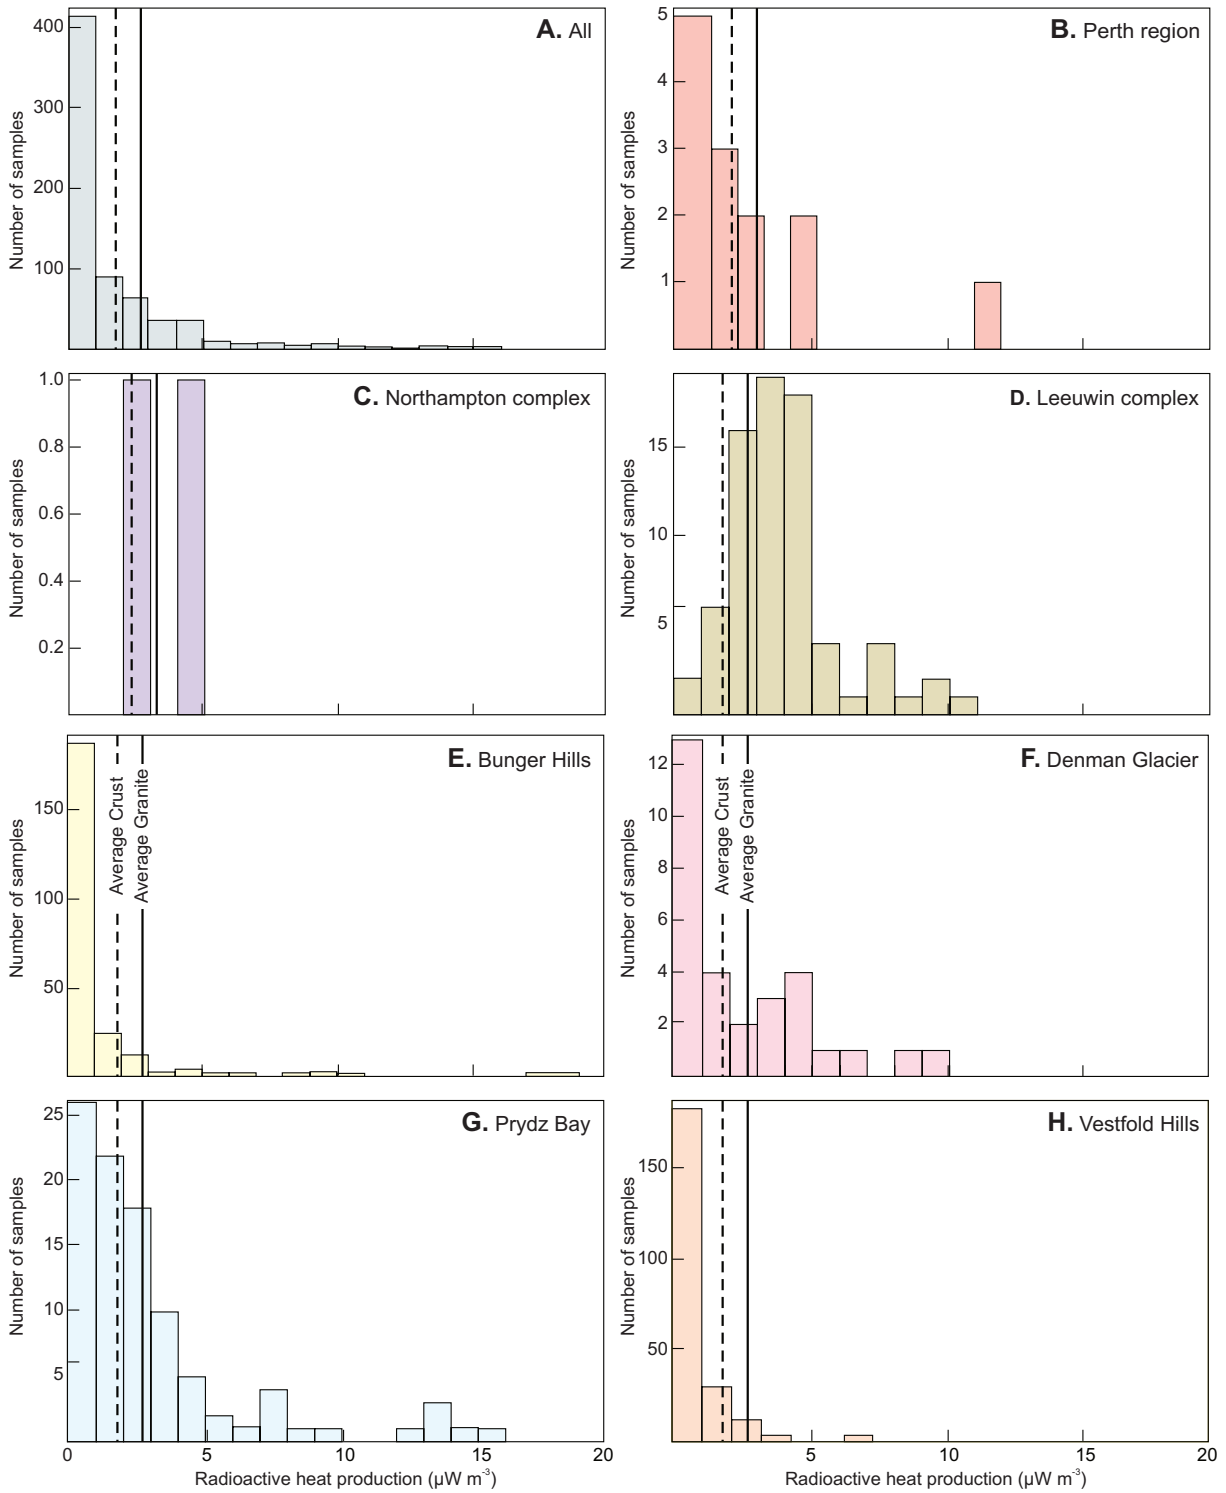 A. All
400
300
200
100
Number of samples
B. Perth region
5
4
3
2
1
Number of samples
C. Northampton complex
1.0
0.8
0.6
0.4
0.2
Number of samples
D. Leeuwin complex
15
10
5
Number of samples
E. Bunger Hills
150
100
50
Number of samples
Average Crust
Average Granite
F. Denman Glacier
12
10
8
6
4
2
Number of samples
Average Crust
Average Granite
G. Prydz Bay
25
20
15
10
5
Number of samples
0 5 10 15 20
Radioactive heat production (µW m⁻³)
H. Vestfold Hills
150
100
50
Number of samples
5 10 15 20
Radioactive heat production (µW m⁻³)